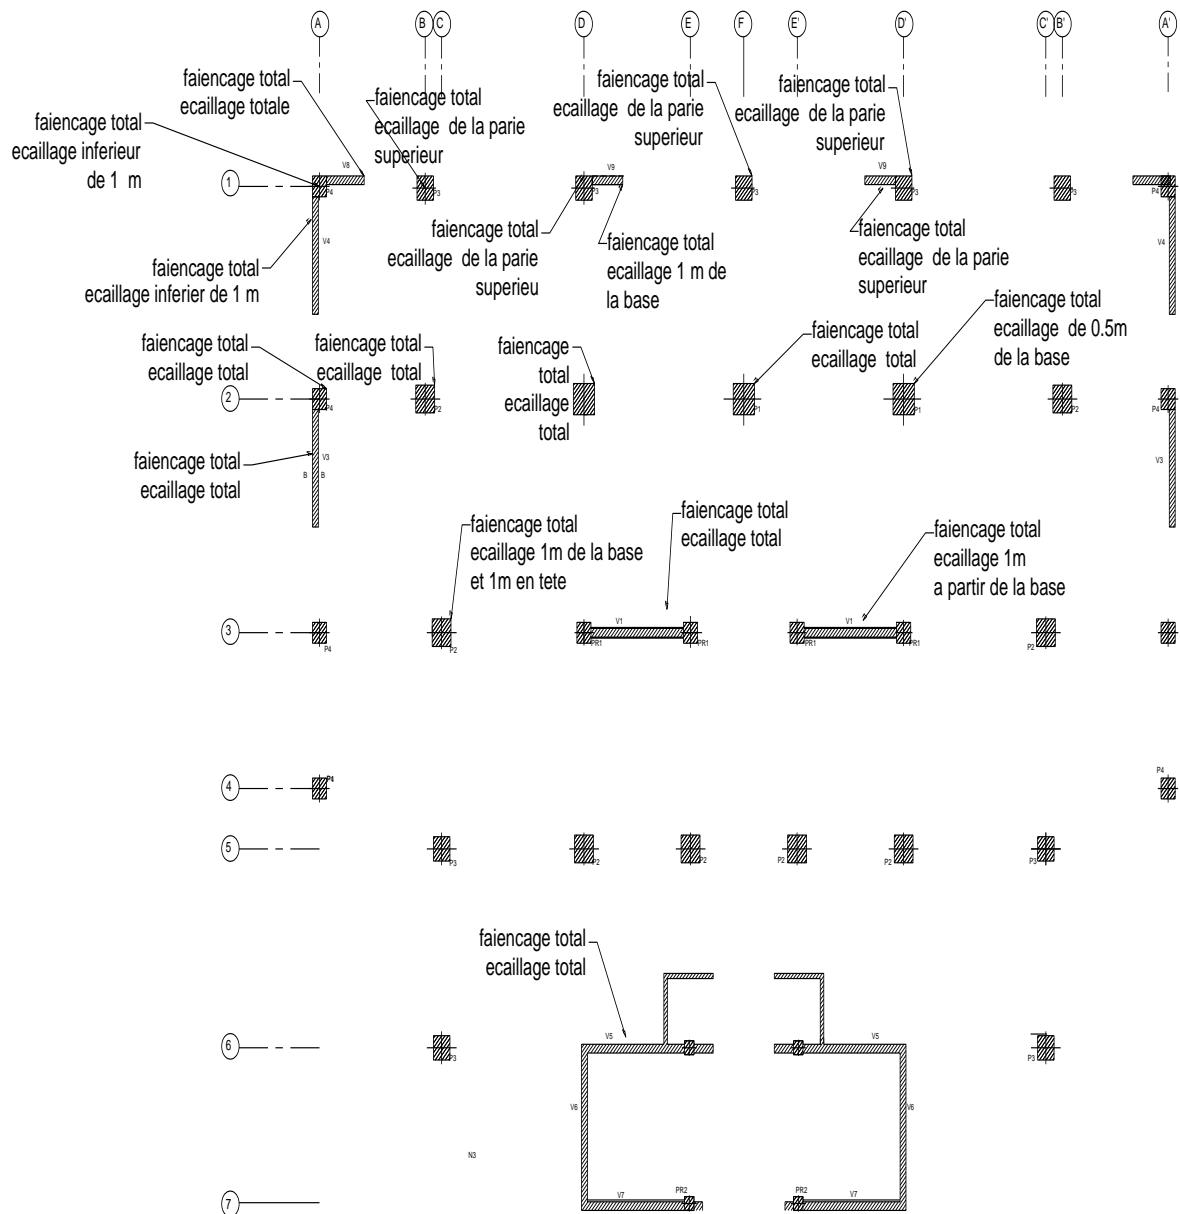 A
B
C
D
E
F
E'
D'
C'
B'
A'
faiencage total
ecaillage totale
faiencage total
ecaillage de la parie
superieur
faiencage total
ecaillage de la parie
superieur
faiencage total
ecaillage de la parie
superieur
faiencage total
ecaillage inferieur
de 1 m
1
V8
P4
P3
V9
P3
P3
V9
P3
P3
P4
V4
V4
faiencage total
ecaillage inferier de 1 m
faiencage total
ecaillage de la parie
superieu
faiencage total
ecaillage 1 m de
la base
faiencage total
ecaillage de la parie
superieur
faiencage total
ecaillage total
faiencage total
ecaillage total
faiencage
total
ecaillage
total
faiencage total
ecaillage total
faiencage total
ecaillage de 0.5m
de la base
2
P4
P2
P1
P1
P2
P4
V3
B B
V3
faiencage total
ecaillage total
faiencage total
ecaillage 1m de la base
et 1m en tete
faiencage total
ecaillage total
faiencage total
ecaillage 1m
a partir de la base
3
P4
P2
V1
PR1
PR1
V1
PR1
PR1
P2
4
P4
P4
5
P3
P2
P2
P2
P2
P3
faiencage total
ecaillage total
6
P3
V5
V5
P3
V6
V6
N3
7
V7
PR2
PR2
V7